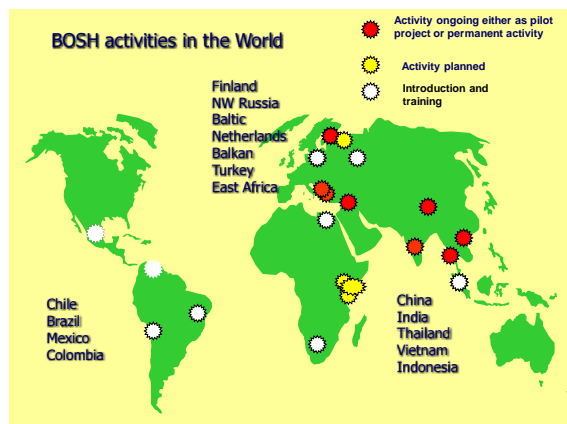 BOSH activities in the World
Activity ongoing either as pilot
project or permanent activity
Activity planned
Introduction and
training
Finland
NW Russia
Baltic
Netherlands
Balkan
Turkey
East Africa
Chile
Brazil
Mexico
Colombia
China
India
Thailand
Vietnam
Indonesia